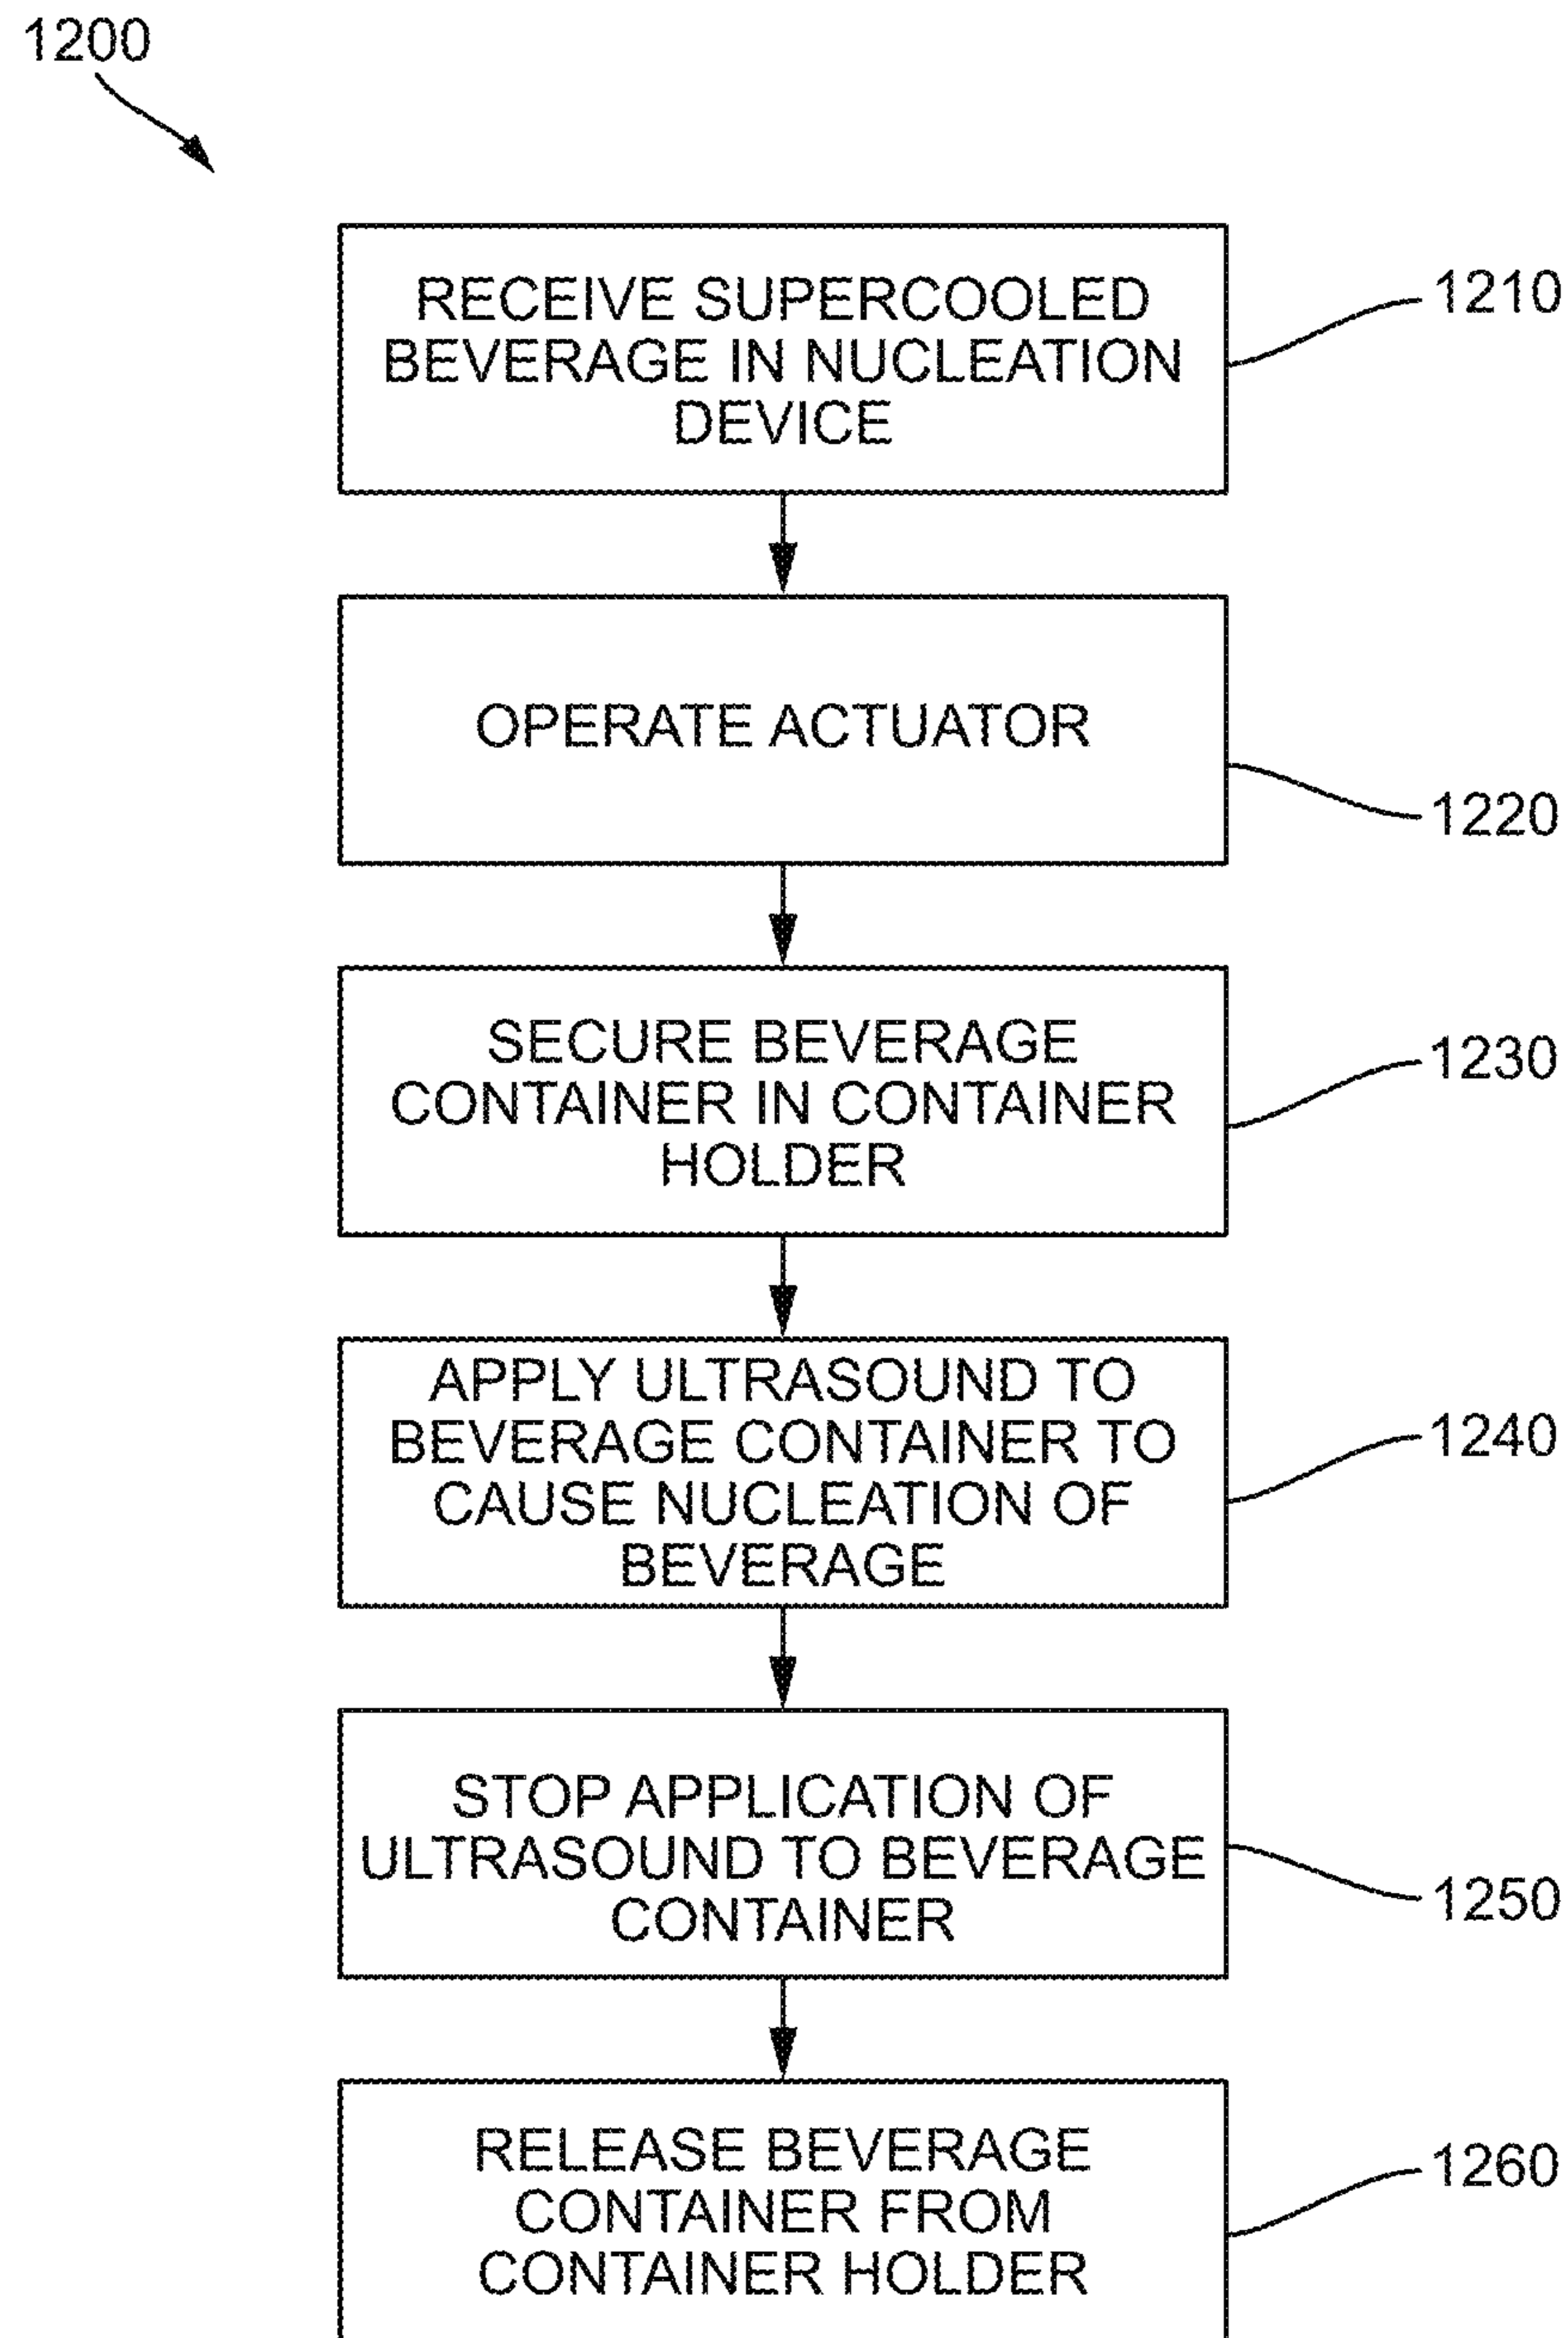 1200
RECEIVE SUPERCOOLED
BEVERAGE IN NUCLEATION
DEVICE
1210
OPERATE ACTUATOR
1220
SECURE BEVERAGE
CONTAINER IN CONTAINER
HOLDER
1230
APPLY ULTRASOUND TO
BEVERAGE CONTAINER TO
CAUSE NUCLEATION OF
BEVERAGE
1240
STOP APPLICATION OF
ULTRASOUND TO BEVERAGE
CONTAINER
1250
RELEASE BEVERAGE
CONTAINER FROM
CONTAINER HOLDER
1260